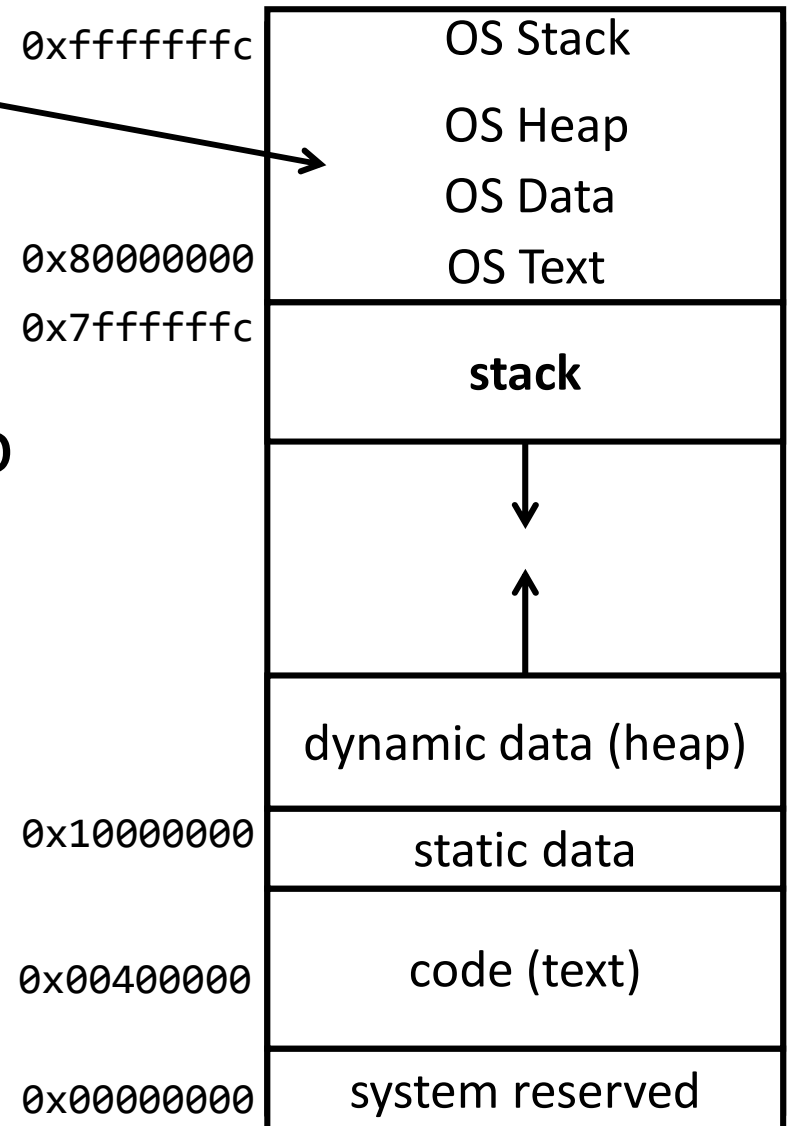 0xfffffffc OS Stack
OS Heap
OS Data
0x80000000 OS Text
0x7ffffffc
stack
dynamic data (heap)
0x10000000 static data
0x00400000 code (text)
0x00000000 system reserved